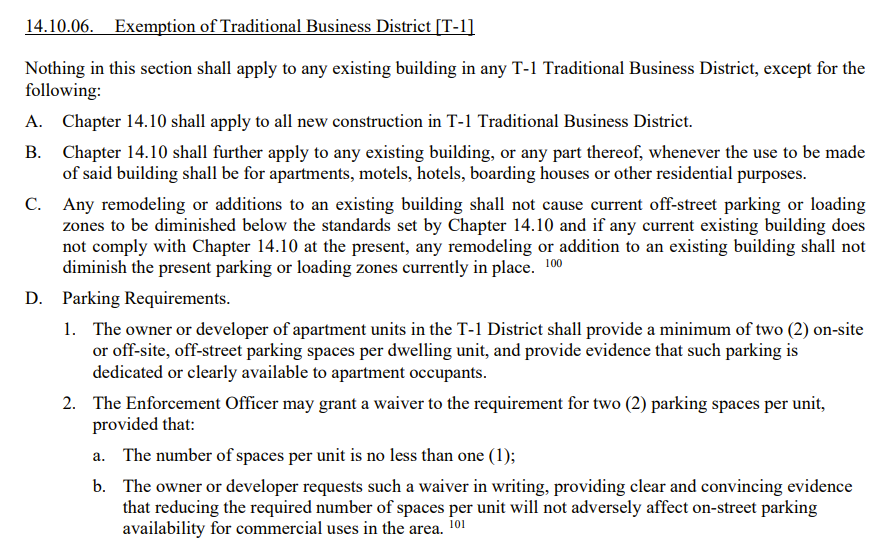 14.10.06. Exemption of Traditional Business District [T-1]
Nothing in this section shall apply to any existing building in any T-1 Traditional Business District, except for the
following:
A. Chapter 14.10 shall apply to all new construction in T-1 Traditional Business District.
B. Chapter 14.10 shall further apply to any existing building, or any part thereof, whenever the use to be made
of said building shall be for apartments, motels, hotels, boarding houses or other residential purposes.
C. Any remodeling or additions to an existing building shall not cause current off-street parking or loading
zones to be diminished below the standards set by Chapter 14.10 and if any current existing building does
not comply with Chapter 14.10 at the present, any remodeling or addition to an existing building shall not
diminish the present parking or loading zones currently in place. 100
D. Parking Requirements.
1. The owner or developer of apartment units in the T-1 District shall provide a minimum of two (2) on-site
or off-site, off-street parking spaces per dwelling unit, and provide evidence that such parking is
dedicated or clearly available to apartment occupants.
2. The Enforcement Officer may grant a waiver to the requirement for two (2) parking spaces per unit,
provided that:
a. The number of spaces per unit is no less than one (1);
b. The owner or developer requests such a waiver in writing, providing clear and convincing evidence
that reducing the required number of spaces per unit will not adversely affect on-street parking
availability for commercial uses in the area. 101